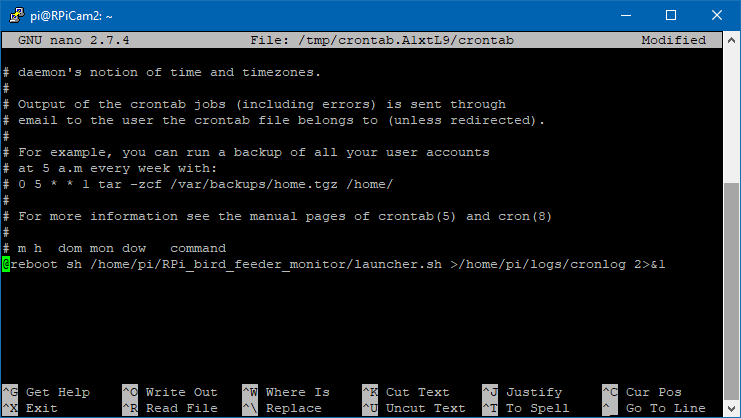 pi@RPiCam2: ~
GNU nano 2.7.4 File: /tmp/crontab.A1xtL9/crontab Modified
# daemon's notion of time and timezones.
#
# Output of the crontab jobs (including errors) is sent through
# email to the user the crontab file belongs to (unless redirected).
#
# For example, you can run a backup of all your user accounts
# at 5 a.m every week with:
# 0 5 * * 1 tar -zcf /var/backups/home.tgz /home/
#
# For more information see the manual pages of crontab(5) and cron(8)
#
# m h  dom mon dow   command
@reboot sh /home/pi/RPi_bird_feeder_monitor/launcher.sh >/home/pi/logs/cronlog 2>&1
^G Get Help ^O Write Out ^W Where Is ^K Cut Text ^J Justify ^C Cur Pos
^X Exit ^R Read File ^\ Replace ^U Uncut Text ^T To Spell ^_ Go To Line